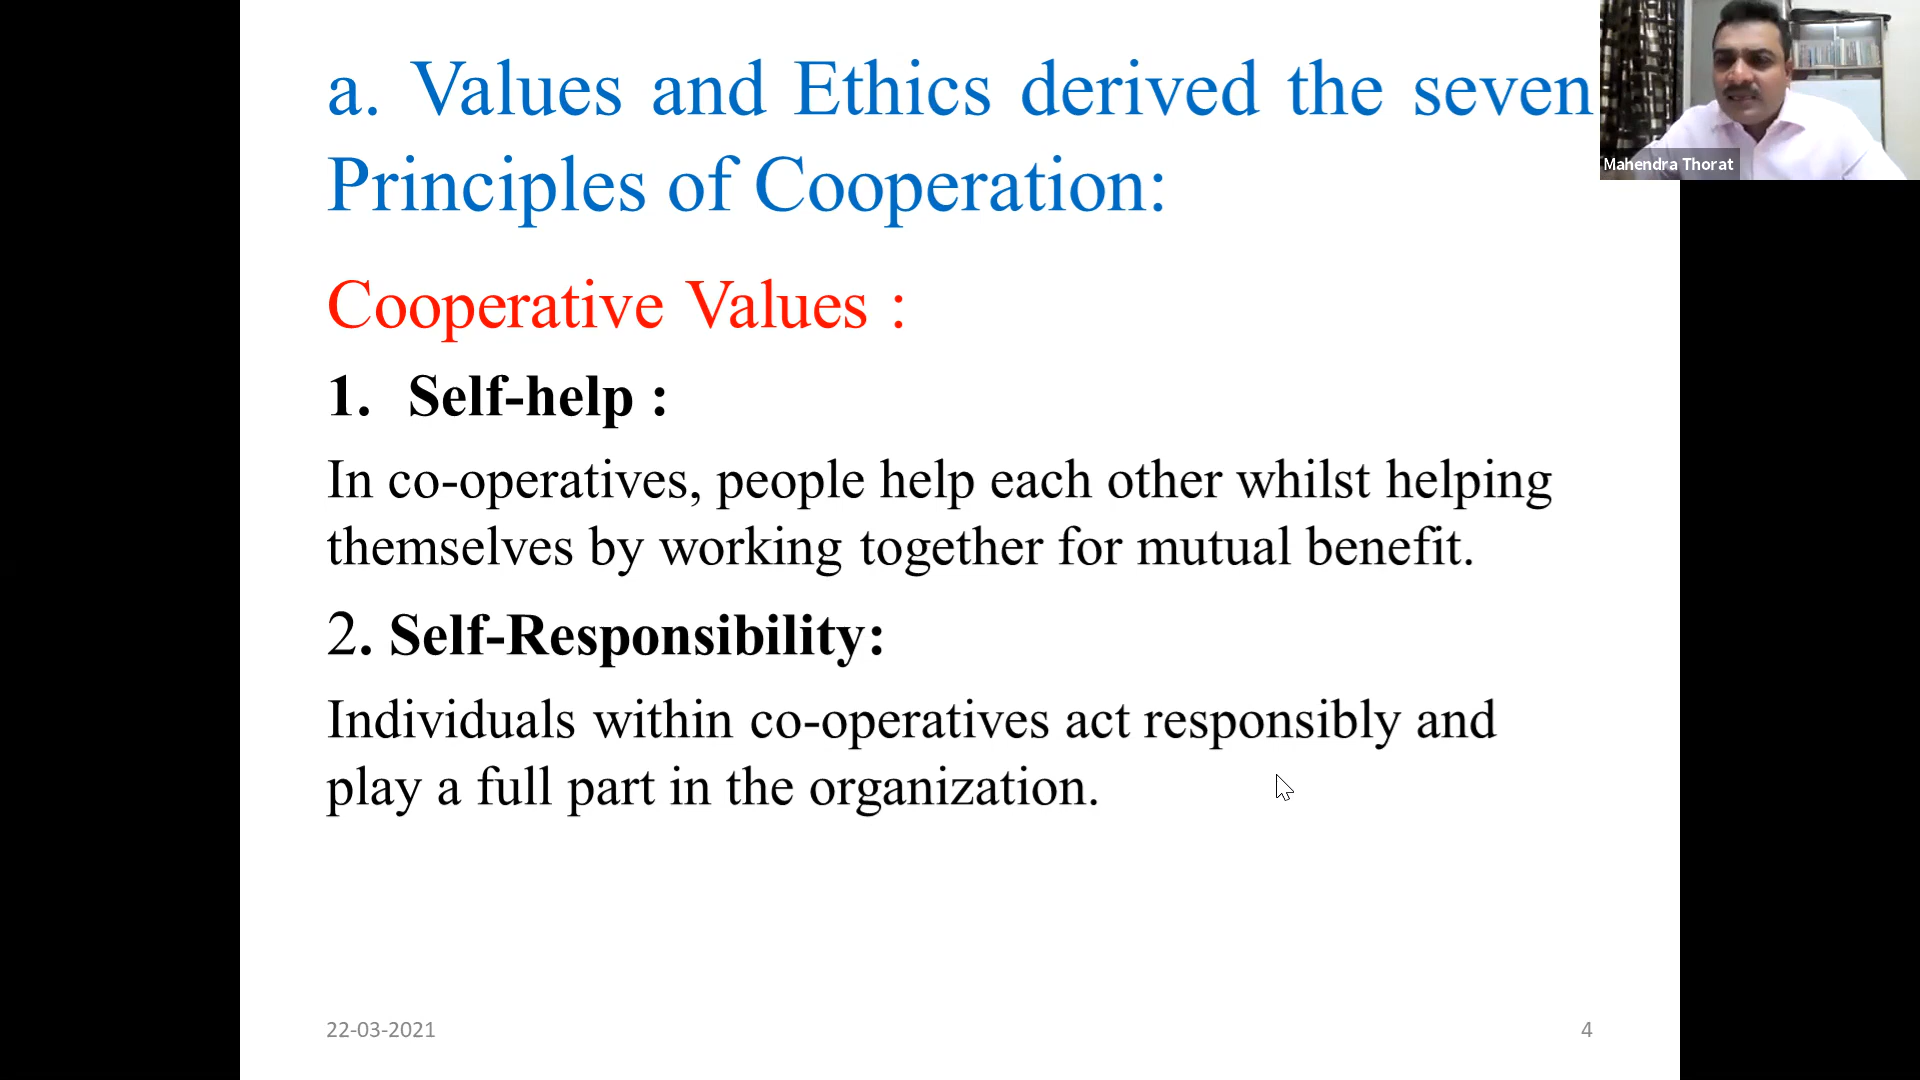 a. Values and Ethics derived the seven
Principles of Cooperation:
Mahendra Thorat
Cooperative Values :
1. Self-help :
In co-operatives, people help each other whilst helping
themselves by working together for mutual benefit.
2. Self-Responsibility:
Individuals within co-operatives act responsibly and
play a full part in the organization.
22-03-2021
4